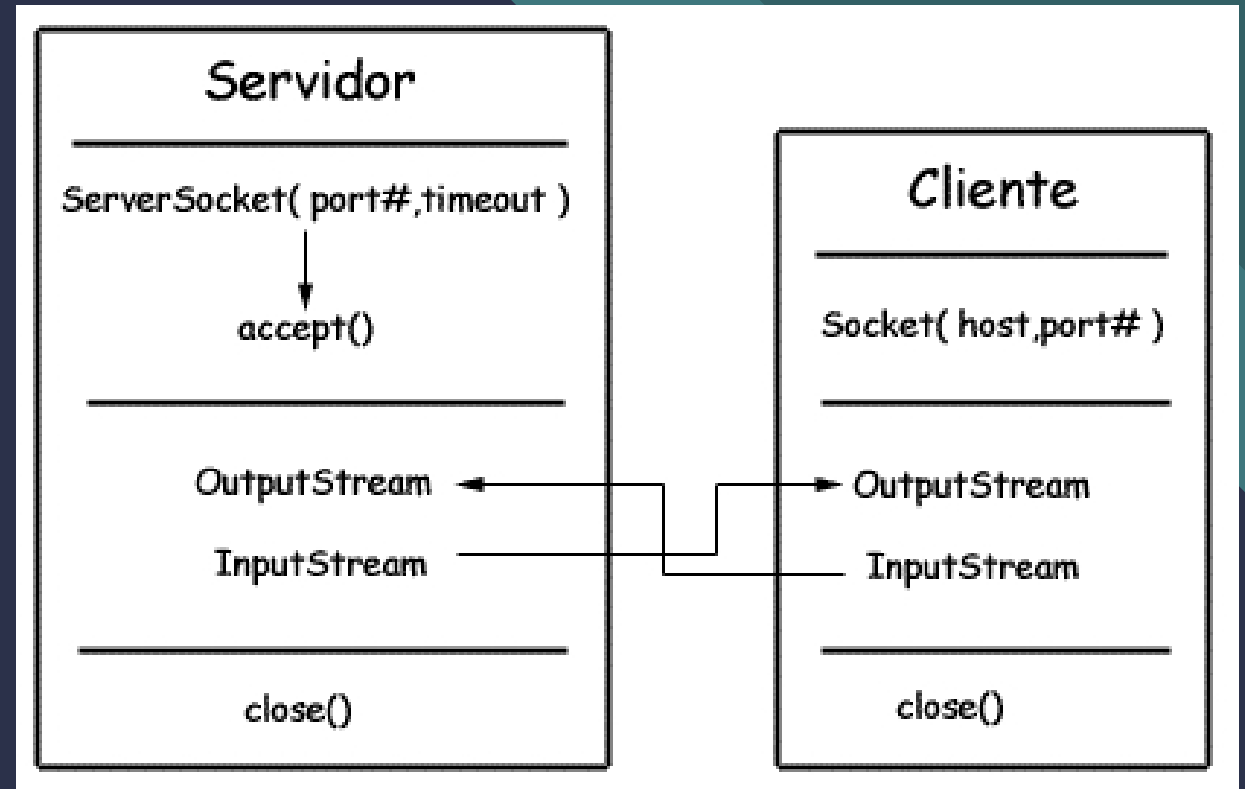 Servidor
ServerSocket( port#,timeout )
accept()
OutputStream
InputStream
close()
Cliente
Socket( host,port# )
OutputStream
InputStream
close()